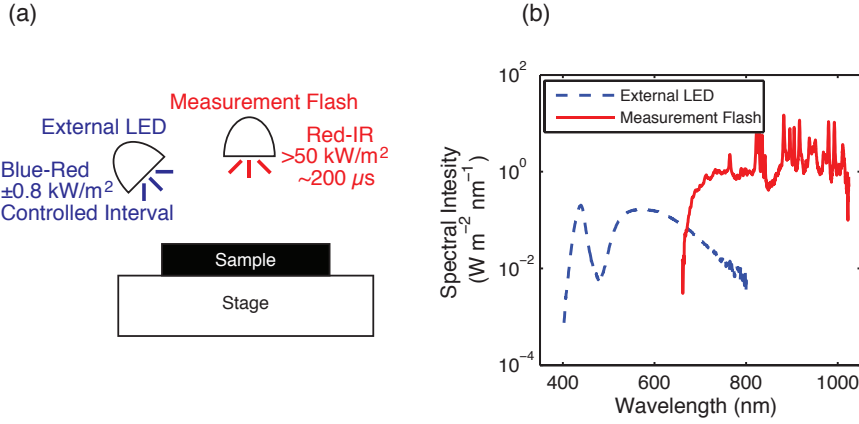 (a)
Measurement Flash
External LED
Red-IR
>50 kW/m2
~200 µs
Blue-Red
±0.8 kW/m2
Controlled Interval
Sample
Stage
(b)
External LED
Measurement Flash
Spectral Intesity
(W m−2 nm−1)
10^2
10^0
10^−2
10^−4
400 600 800 1000
Wavelength (nm)